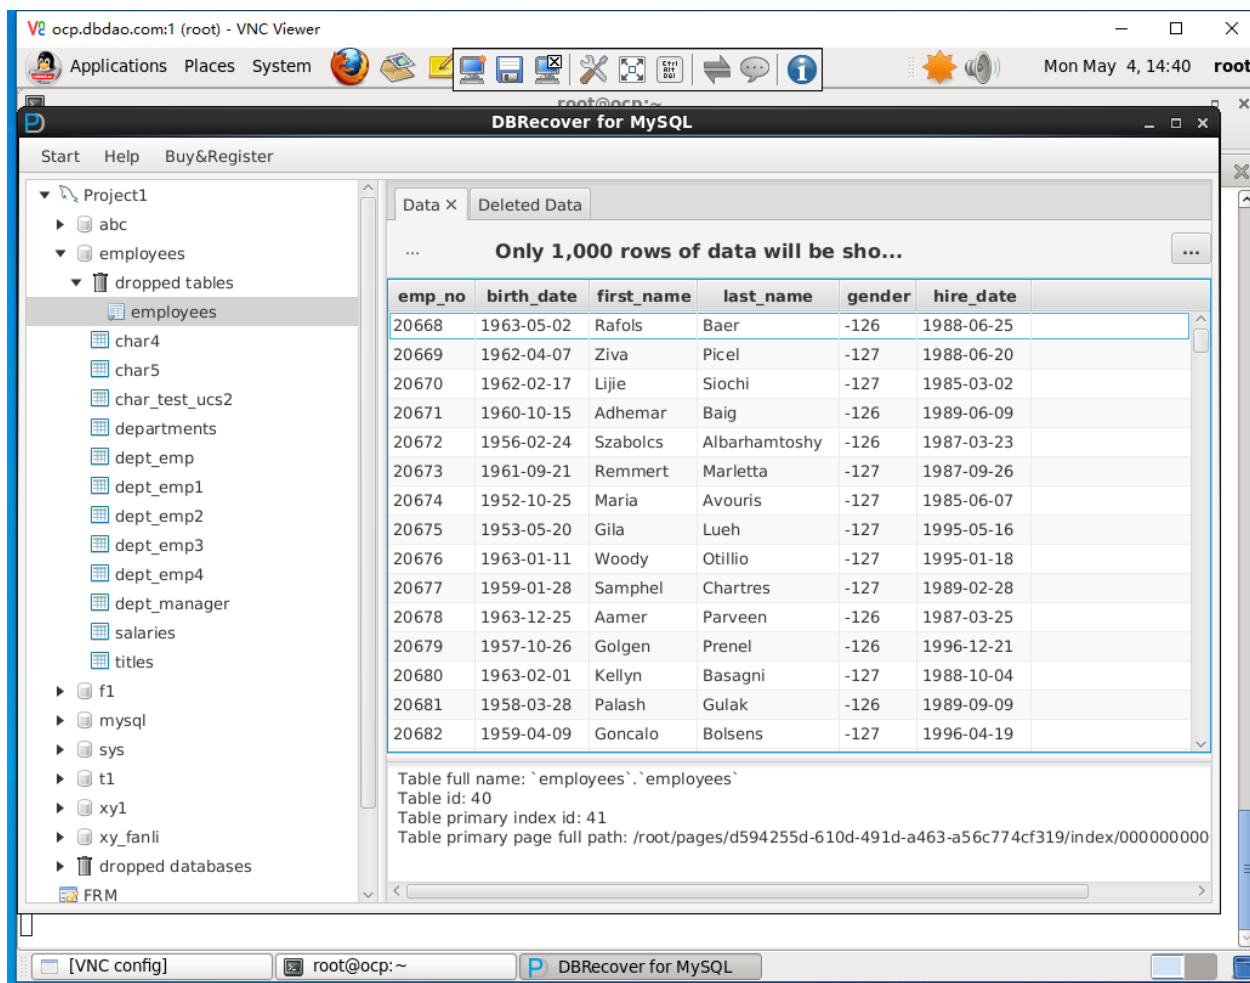 ocp.dbdao.com:1 (root) - VNC Viewer
Applications Places System Mon May 4, 14:40 root
root@ocp:~
DBRecover for MySQL
Start Help Buy&Register
Project1
abc
employees
dropped tables
employees
char4
char5
char_test_ucs2
departments
dept_emp
dept_emp1
dept_emp2
dept_emp3
dept_emp4
dept_manager
salaries
titles
f1
mysql
sys
t1
xy1
xy_fanli
dropped databases
FRM
Data Deleted Data
... Only 1,000 rows of data will be sho... ...
emp_no birth_date first_name last_name gender hire_date
20668 1963-05-02 Rafols Baer -126 1988-06-25
20669 1962-04-07 Ziva Picel -127 1988-06-20
20670 1962-02-17 Lijie Siochi -127 1985-03-02
20671 1960-10-15 Adhemar Baig -126 1989-06-09
20672 1956-02-24 Szabolcs Albarhamtoshy -126 1987-03-23
20673 1961-09-21 Remmert Marletta -127 1987-09-26
20674 1952-10-25 Maria Avouris -127 1985-06-07
20675 1953-05-20 Gila Lueh -127 1995-05-16
20676 1963-01-11 Woody Otillio -127 1995-01-18
20677 1959-01-28 Samphel Chartres -127 1989-02-28
20678 1963-12-25 Aamer Parveen -126 1987-03-25
20679 1957-10-26 Golgen Prenel -126 1996-12-21
20680 1963-02-01 Kellyn Basagni -127 1988-10-04
20681 1958-03-28 Palash Gulak -126 1989-09-09
20682 1959-04-09 Goncalo Bolsens -127 1996-04-19
Table full name: `employees`.`employees`
Table id: 40
Table primary index id: 41
Table primary page full path: /root/pages/d594255d-610d-491d-a463-a56c774cf319/index/000000000
[VNC config] root@ocp:~ DBRecover for MySQL